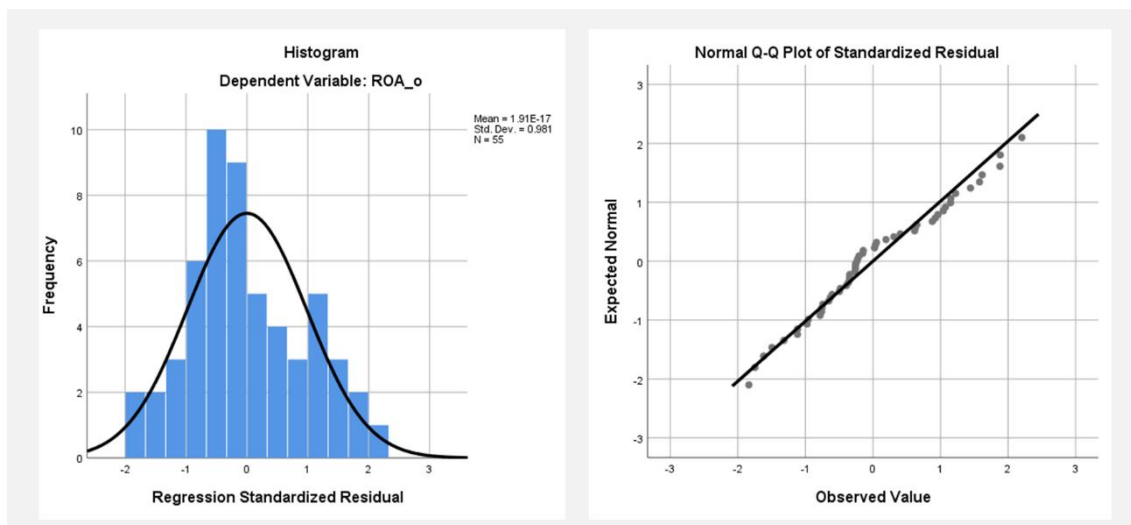 Histogram
Dependent Variable: ROA_o
Mean = 1.91E-17
Std. Dev. = 0.981
N = 55
10
8
6
4
2
0
Frequency
-2 -1 0 1 2 3
Regression Standardized Residual
Normal Q-Q Plot of Standardized Residual
3
2
1
0
-1
-2
-3
Expected Normal
-3 -2 -1 0 1 2 3
Observed Value